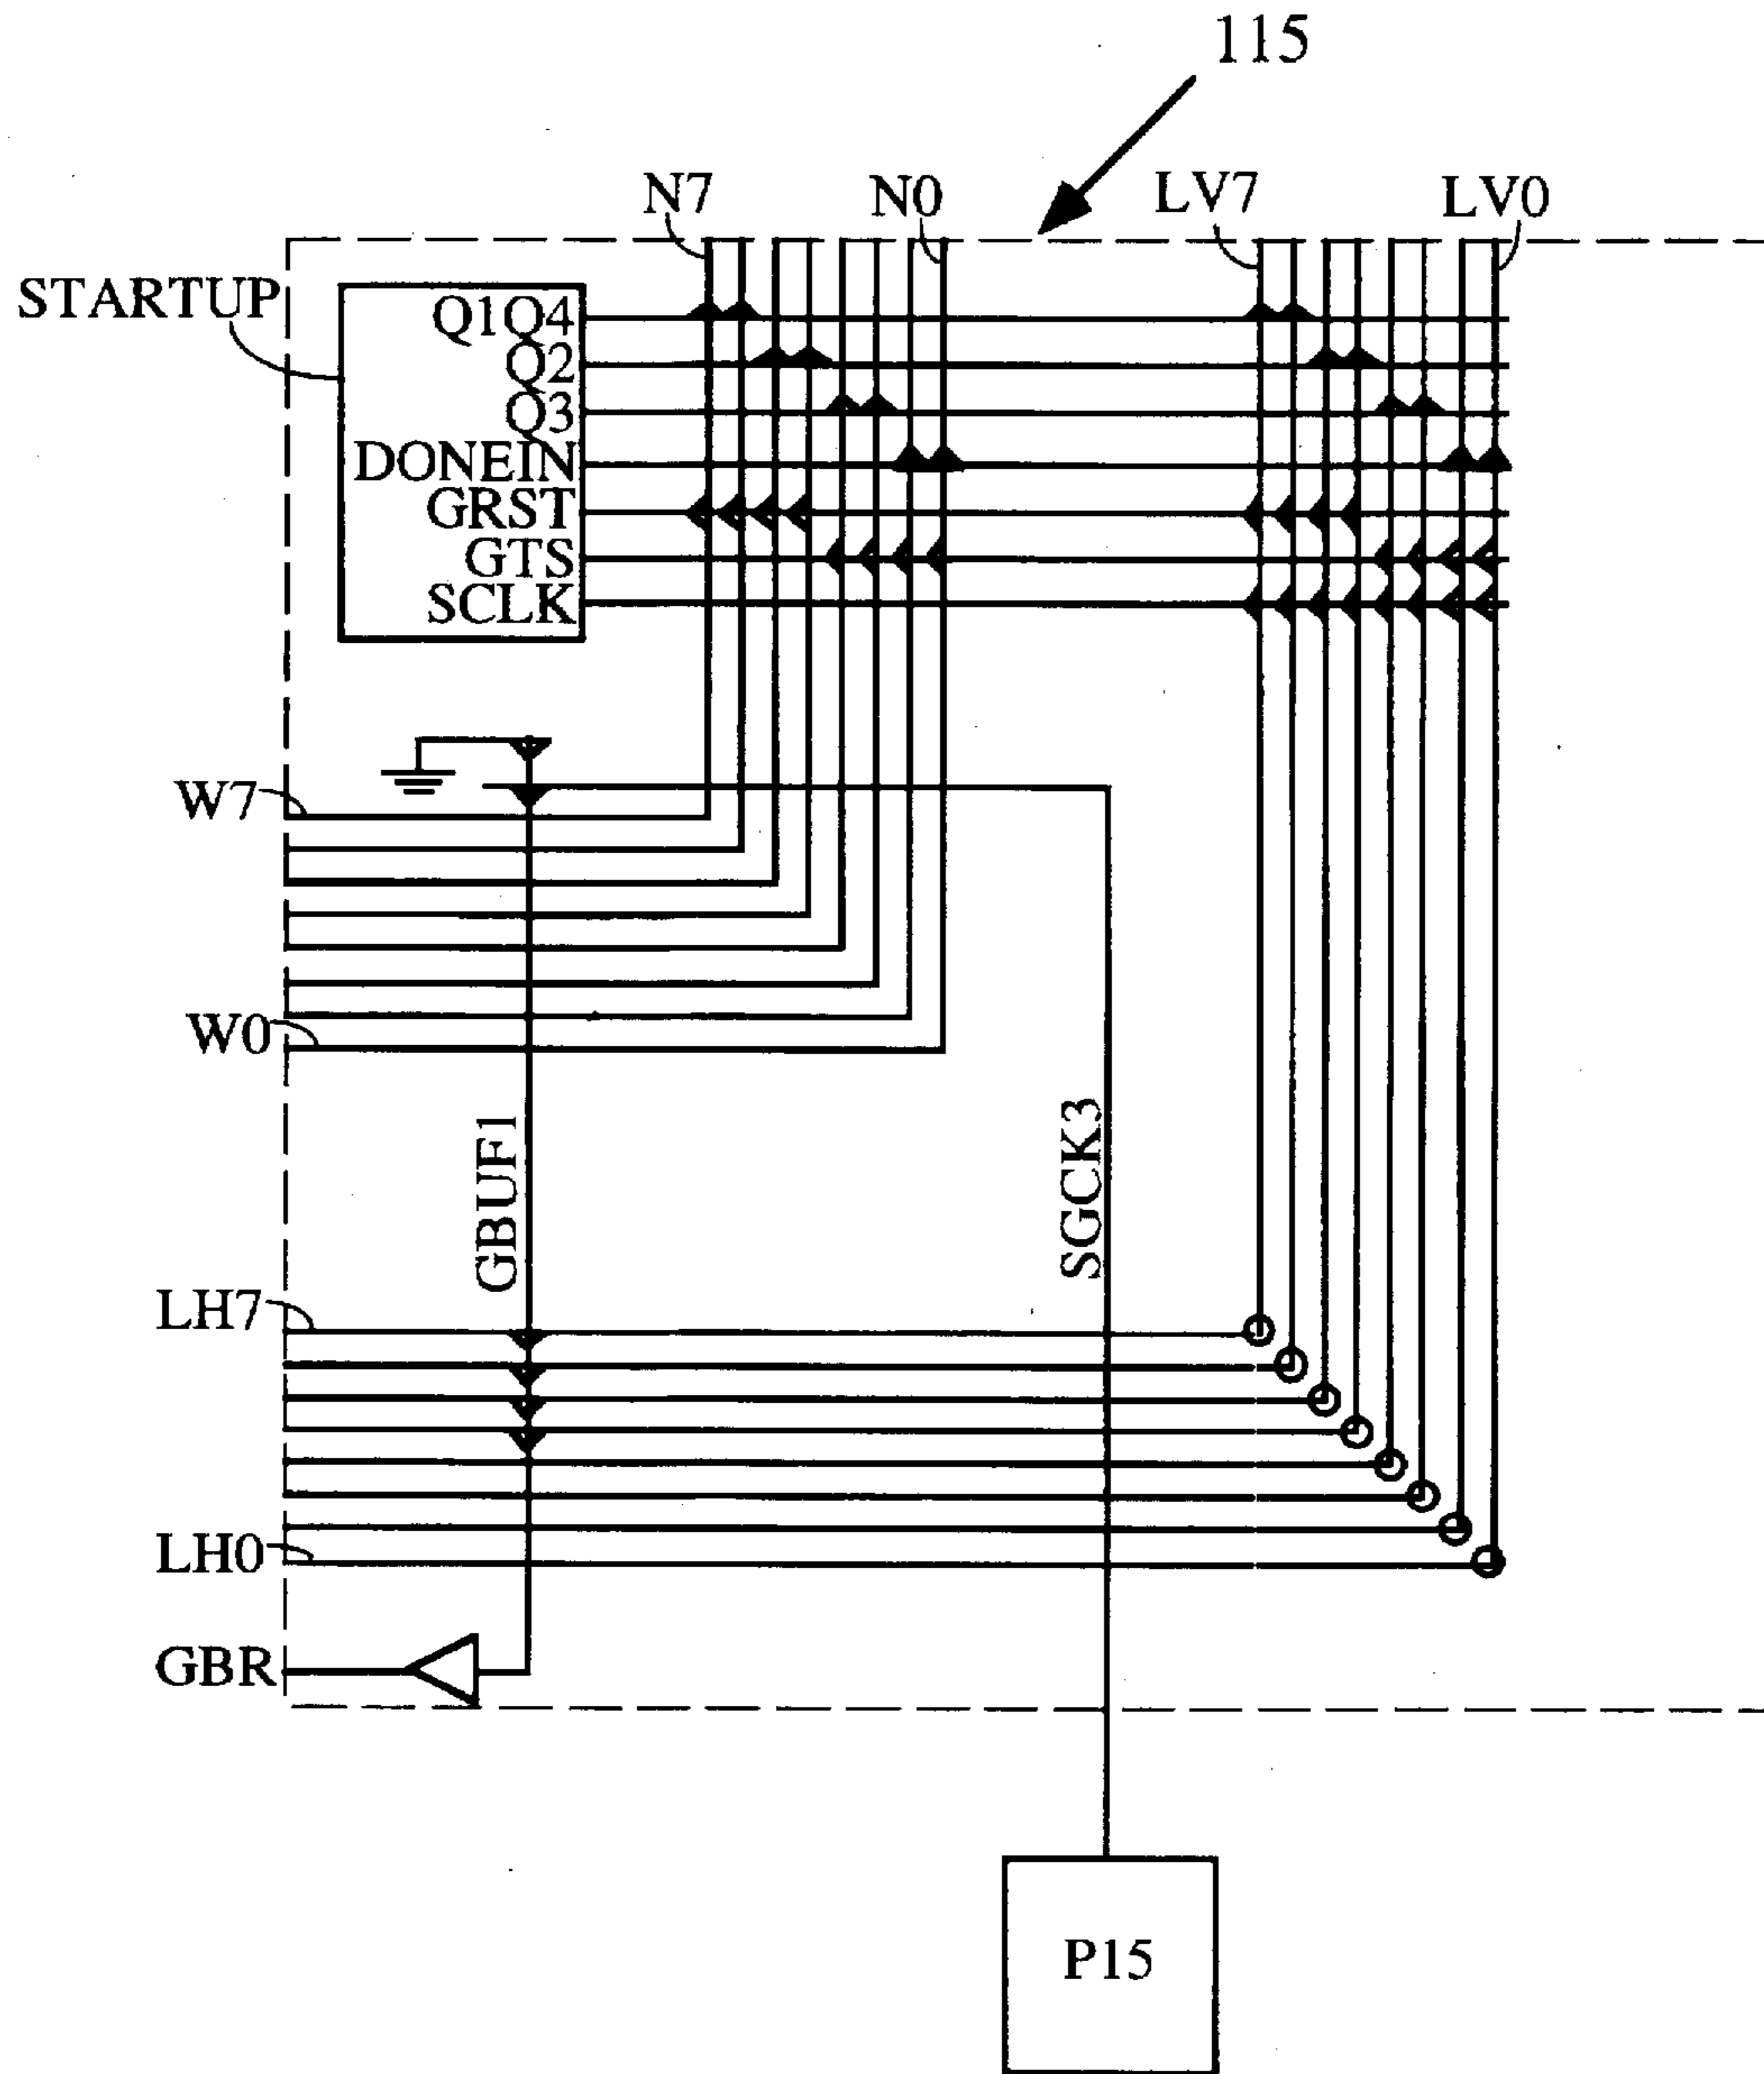 115
N7
N0
LV7
LV0
STARTUP
Q1Q4
Q2
Q3
DONEIN
GRST
GTS
SCLK
W7
W0
GBUF1
SGCK3
LH7
LH0
GBR
P15